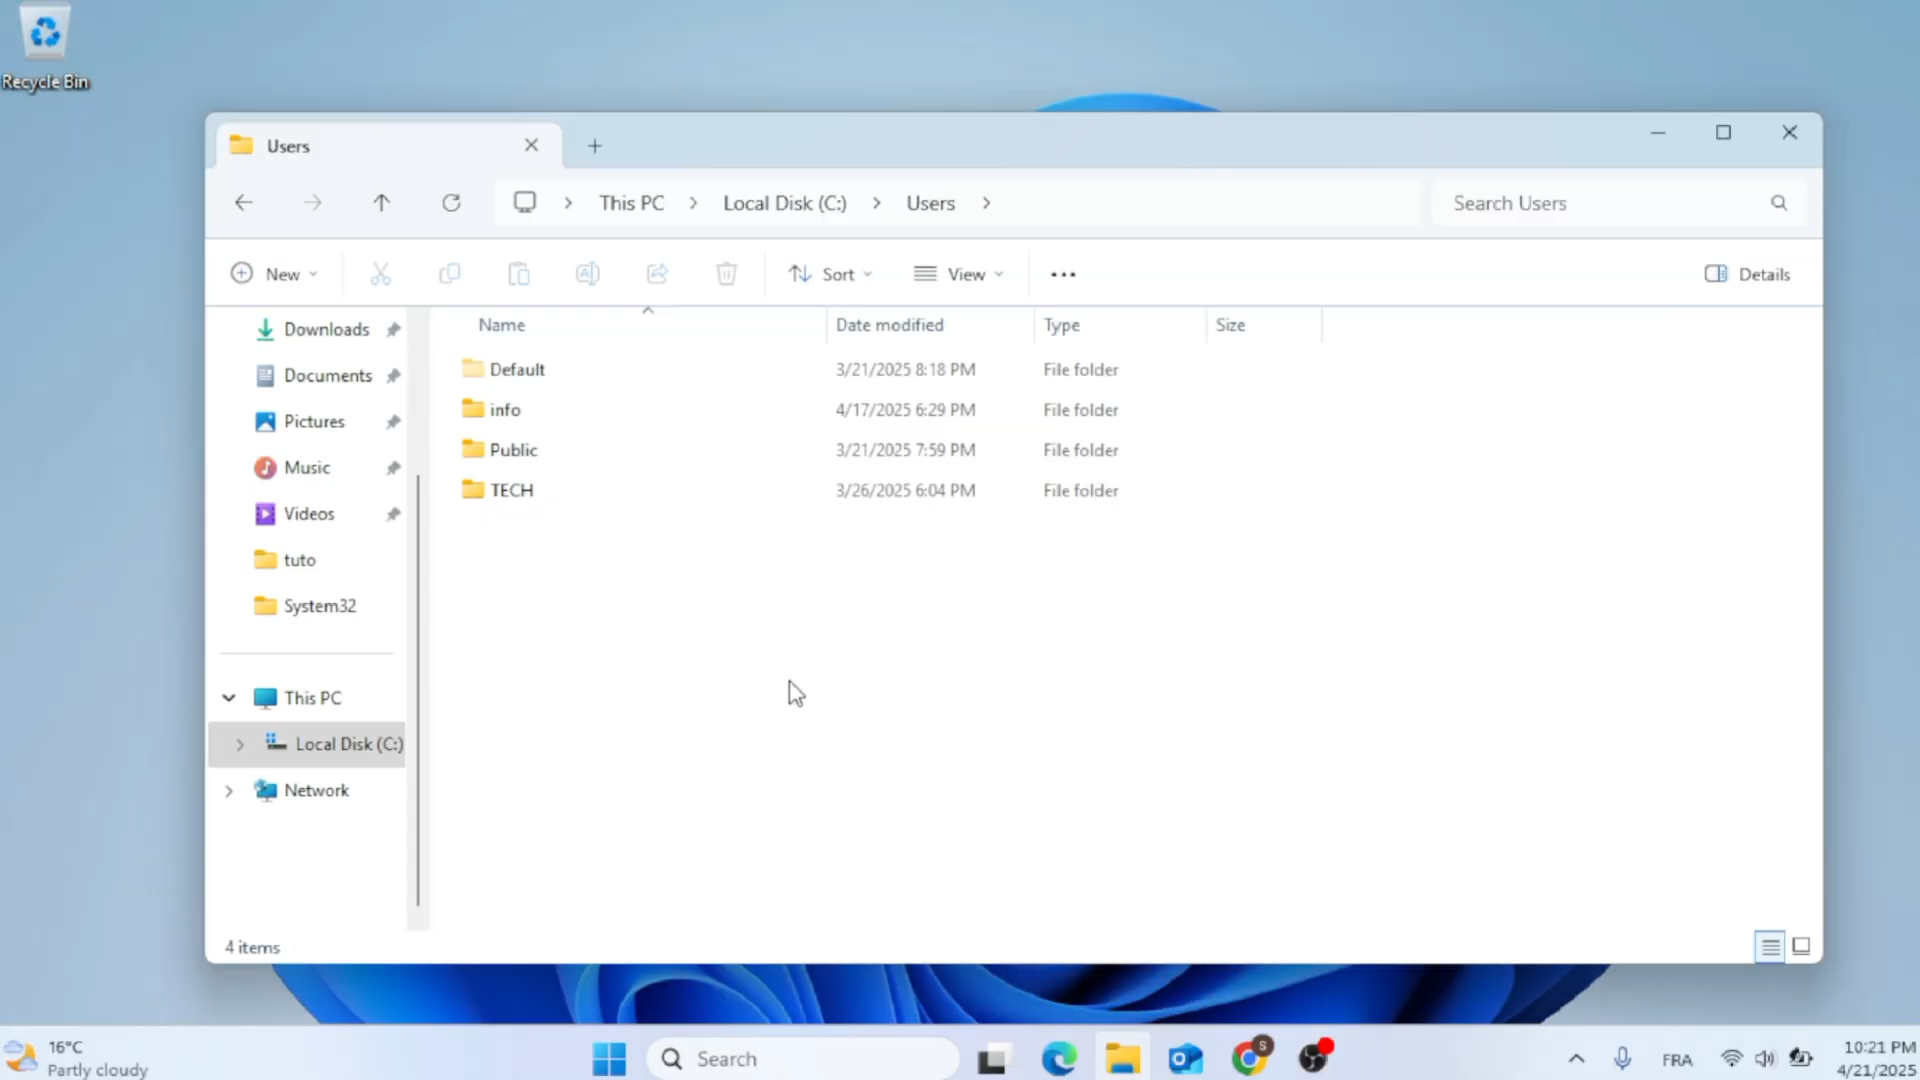 Recycle Bin
Users
This PC
Local Disk (C:)
Users
Search Users
New
Sort
View
Details
Name
Date modified
Type
Size
Downloads
Documents
Pictures
Music
Videos
tuto
System32
This PC
Local Disk (C:)
Network
Default 3/21/2025 8:18 PM File folder
info 4/17/2025 6:29 PM File folder
Public 3/21/2025 7:59 PM File folder
TECH 3/26/2025 6:04 PM File folder
4 items
16°C
Partly cloudy
Search
S
FRA
10:21 PM
4/21/2025